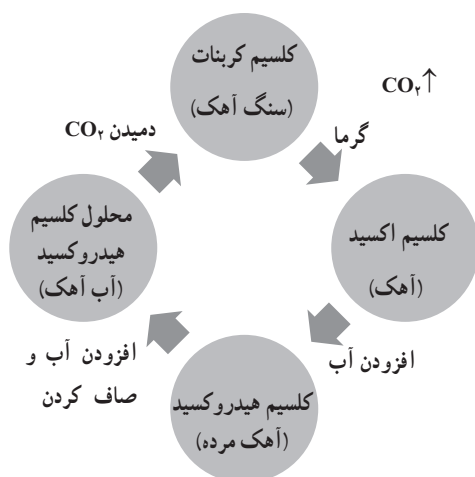 کلسیم کربنات
(سنگ آهک)
CO₂↑
گرما
کلسیم اکسید
(آهک)
افزودن آب
کلسیم هیدروکسید
(آهک مرده)
افزودن آب و
صاف کردن
محلول کلسیم
هیدروکسید
(آب آهک)
دمیدن CO₂